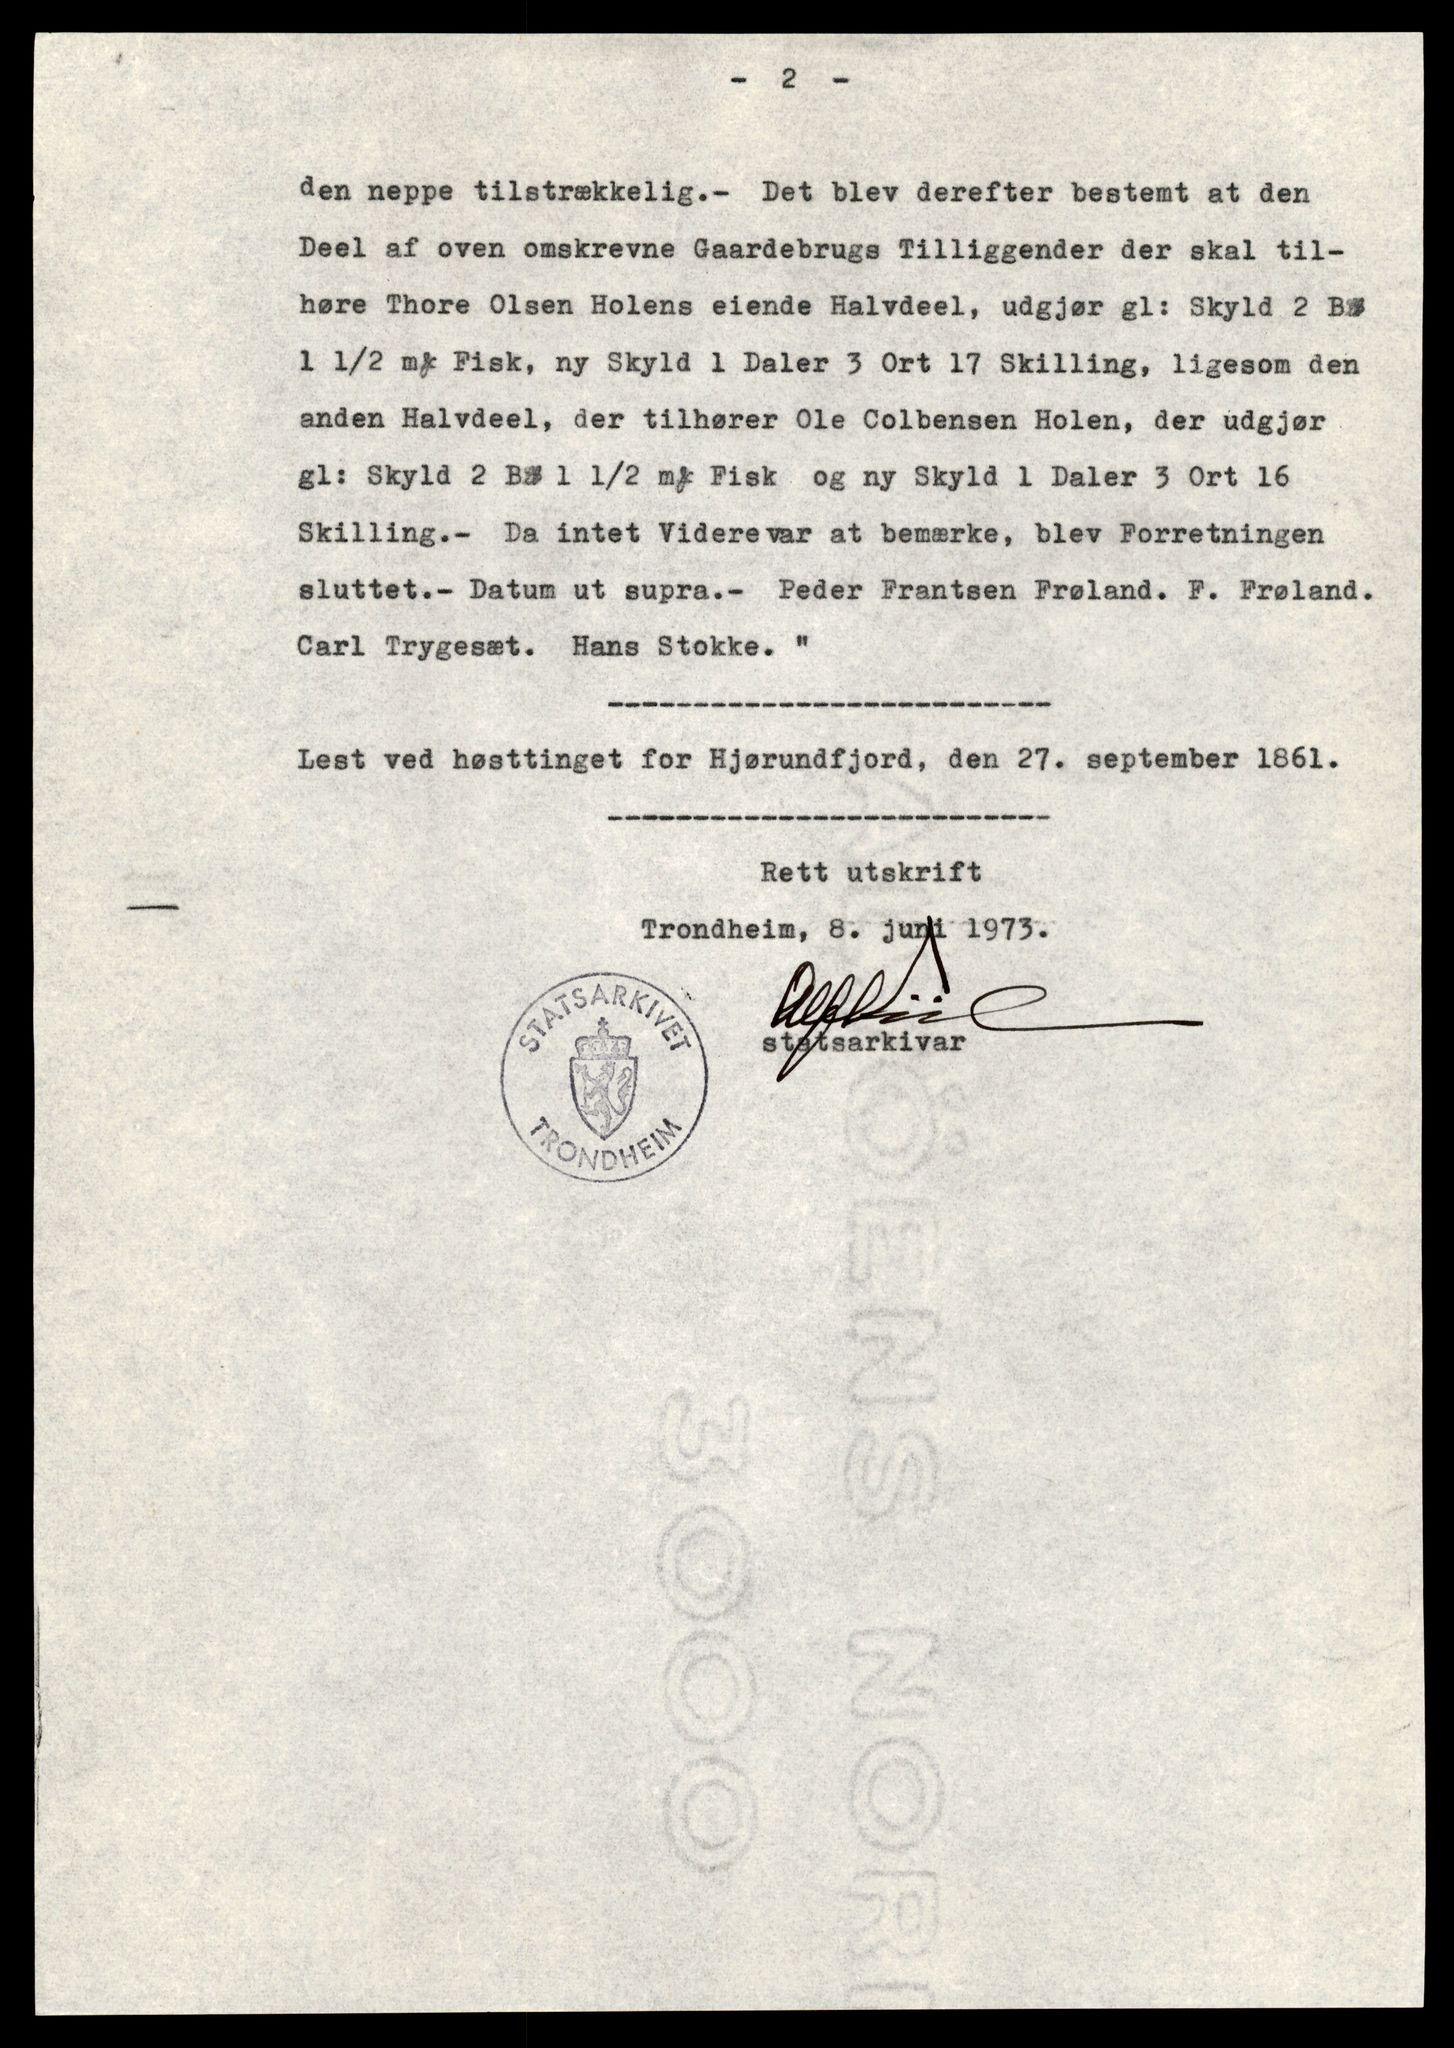 - 2 -
den neppe tilstrækkelig.- Det blev derefter bestemt at den
Deel af oven omskrevne Gaardebrugs Tilliggender der skal til-
høre Thore Olsen Holens eiende Halvdeel, udgjør gl: Skyld 2
1 1/2 mk Fisk, ny Skyld 1 Daler 3 Ort 17 Skilling, ligesom den
anden Halvdeel, der tilhører Ole Colbensen Holen, der udgjør
gl: Skyld 2 1 1/2 mk Fisk og ny Skyld 1 Daler 3 Ort 16
Skilling.- Da intet Videre var at bemærke, blev Forretningen
sluttet.- Datum ut supra.- Peder Frantsen Frøland. F. Frøland.
Carl Trygesæt. Hans Stokke. "
--------------------------
Lest ved høsttinget for Hjørundfjord, den 27. september 1861.
--------------------------
Rett utskrift
Trondheim, 8. juni 1973.
statsarkivar
STATSARKIVET
TRONDHEIM
3000